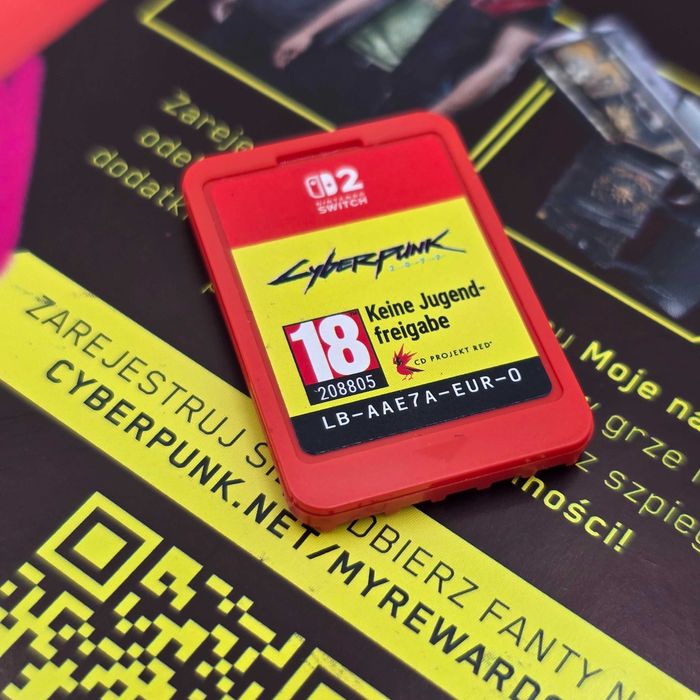 Zareje
ode
dodatk
2
NINTENDO
SWITCH
CYBERPUNK
2077
18
208805
Keine Jugend-
freigabe
CD PROJEKT RED
LB-AAE7A-EUR-0
u Moje na
grze
z szpieg
ności!
ZAREJESTRUJ S ODBIERZ FANTY N
CYBERPUNK.NET/MYREWARDS